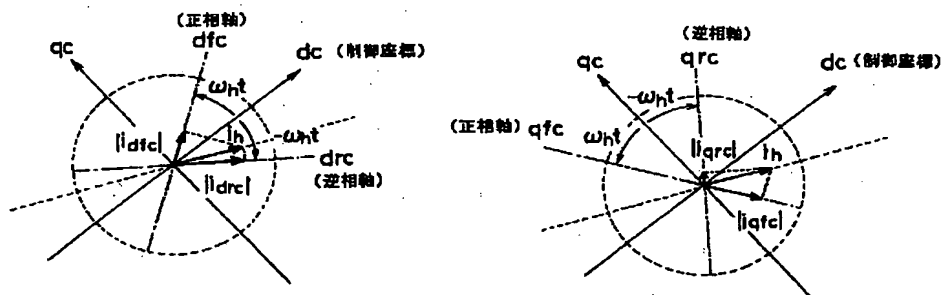 (正相軸)
dfc
qc
dc (制御座標)
ωht
-ωht
|idfc|
ih
drc
|idrc|
(逆相軸)
(逆相軸)
qrc
qc
dc (制御座標)
-ωht
(正相軸) qfc
ωht
|iqrc|
ih
|iqfc|